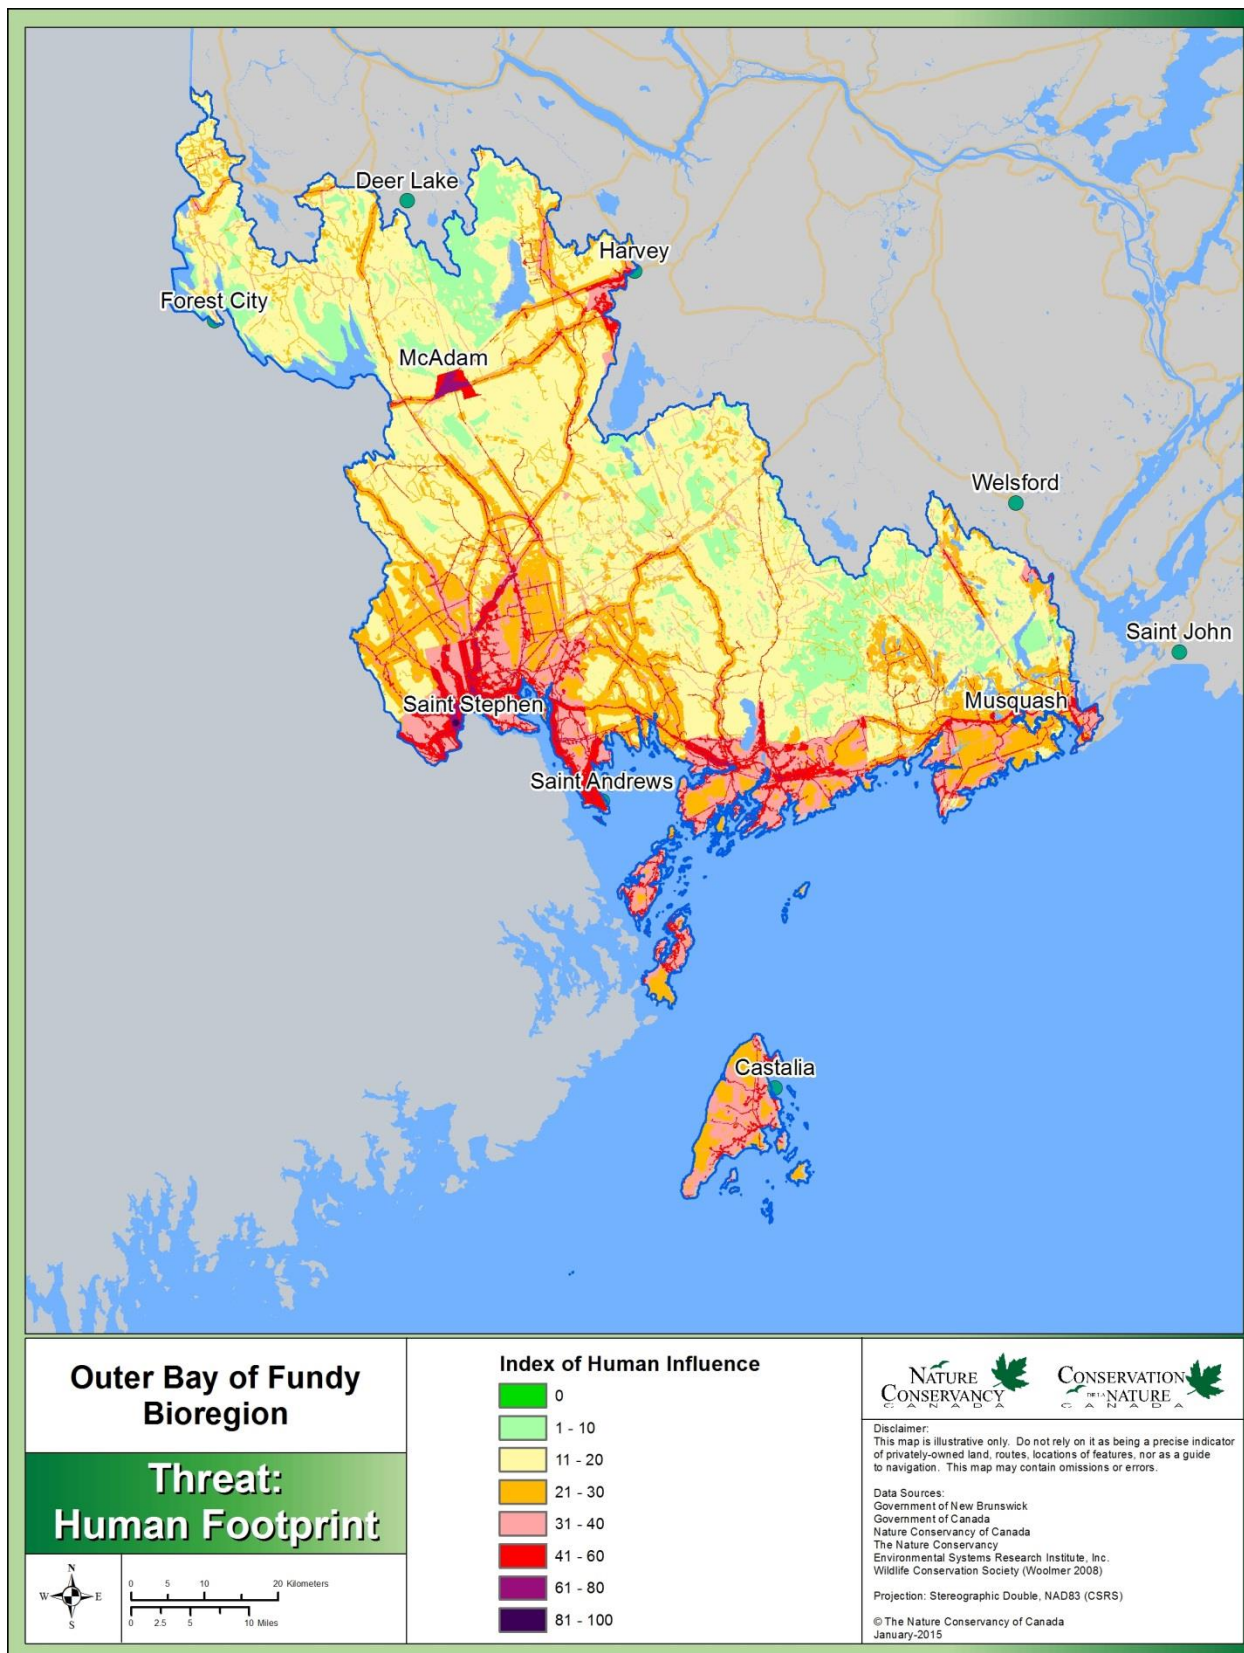 Deer Lake
Harvey
Forest City
McAdam
Welsford
Saint John
Saint Stephen
Musquash
Saint Andrews
Castalia
Outer Bay of Fundy
Bioregion
Threat:
Human Footprint
N
W
E
S
0 5 10 20 Kilometers
0 2.5 5 10 Miles
Index of Human Influence
0
1 - 10
11 - 20
21 - 30
31 - 40
41 - 60
61 - 80
81 - 100
NATURE
CONSERVANCY
CANADA
CONSERVATION
DE LA NATURE
CANADA
Disclaimer:
This map is illustrative only. Do not rely on it as being a precise indicator
of privately-owned land, routes, locations of features, nor as a guide
to navigation. This map may contain omissions or errors.
Data Sources:
Government of New Brunswick
Government of Canada
Nature Conservancy of Canada
The Nature Conservancy
Environmental Systems Research Institute, Inc.
Wildlife Conservation Society (Woolmer 2008)
Projection: Stereographic Double, NAD83 (CSRS)
© The Nature Conservancy of Canada
January-2015